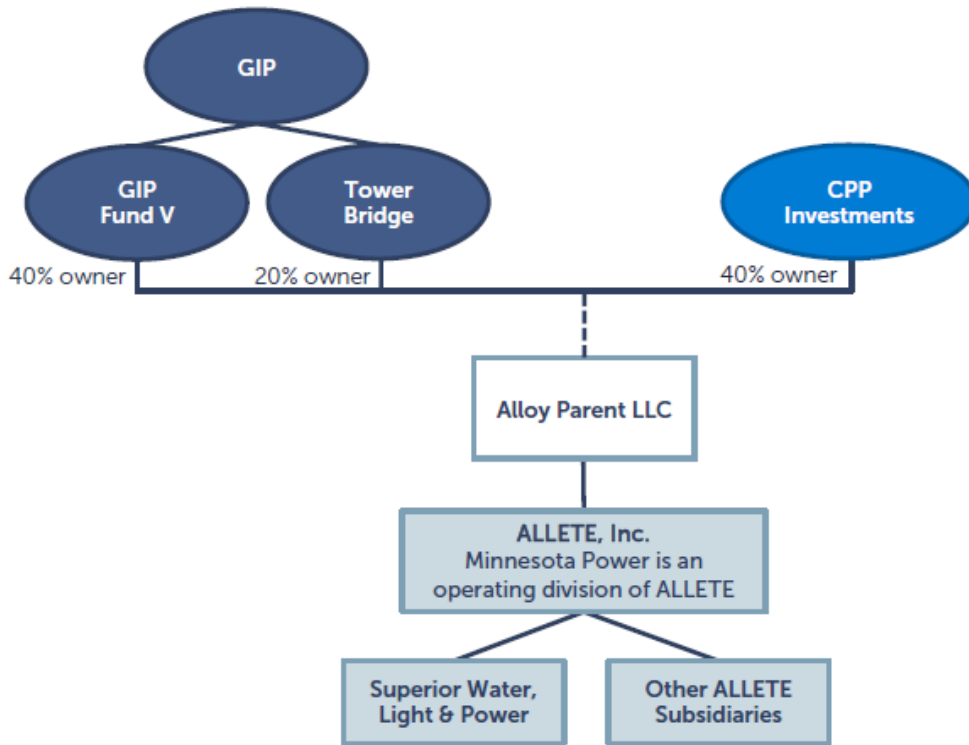 GIP
GIP
Fund V
Tower
Bridge
CPP
Investments
40% owner
20% owner
40% owner
Alloy Parent LLC
ALLETE, Inc.
Minnesota Power is an
operating division of ALLETE
Superior Water,
Light & Power
Other ALLETE
Subsidiaries